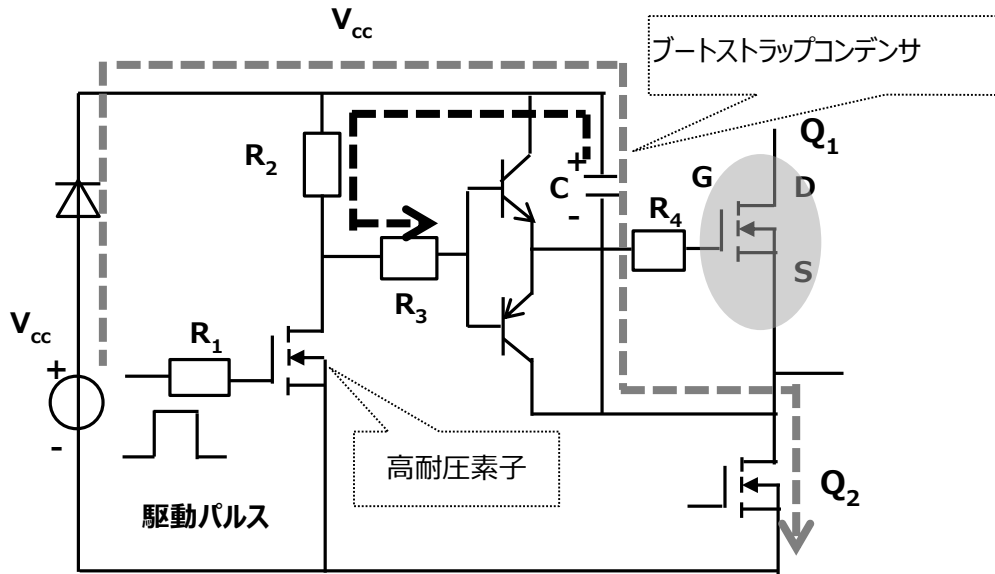 Vcc
ブートストラップコンデンサ
Q1
R2
+
C
-
G
D
R4
S
R3
Vcc
R1
+
-
高耐圧素子
Q2
駆動パルス